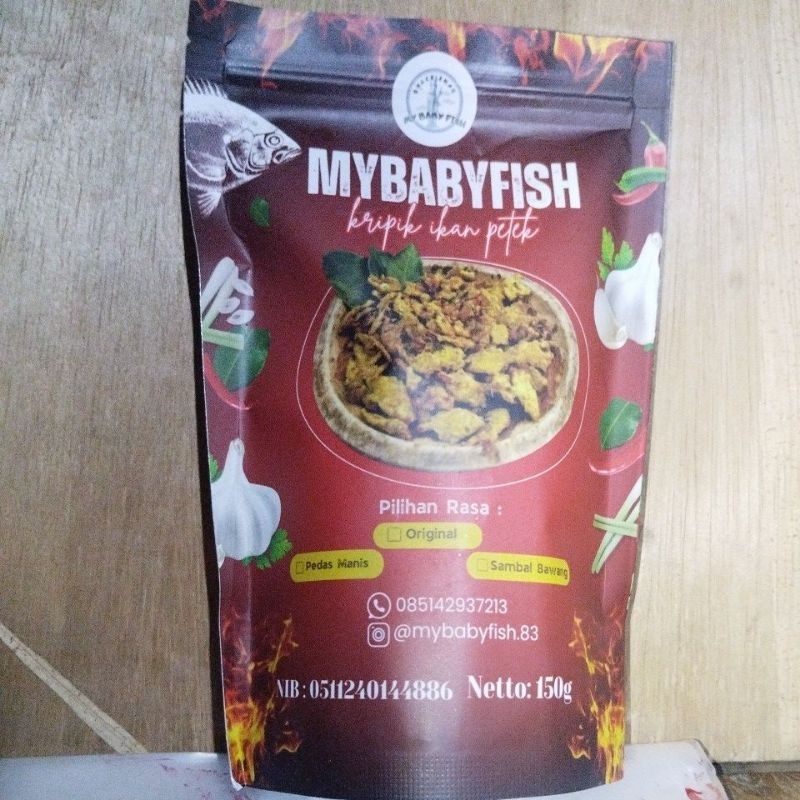 MY BABY FISH
MYBABYFISH
kripik ikan petek
Pilihan Rasa :
Original
Pedas Manis
Sambal Bawang
085142937213
@mybabyfish.83
NIB : 0511240144886 Netto: 150g